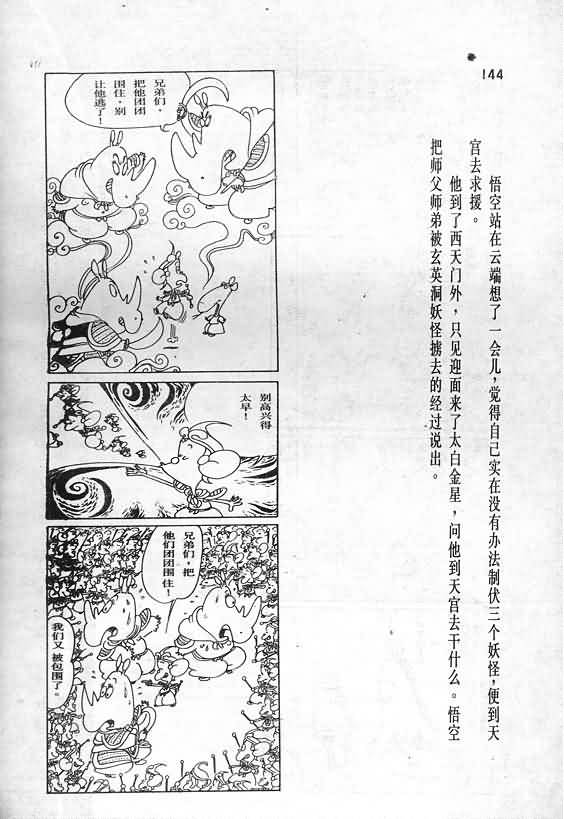 144
悟空站在云端想了一会儿，觉得自己实在没有办法制伏三个妖怪，便到天
宫去求援。
他到了西天门外，只见迎面来了太白金星，问他到天宫去干什么。悟空
把师父师弟被玄英洞妖怪掳去的经过说出。
兄弟们，
把他团团
围住，别
让他逃了！
别高兴得
太早！
兄弟们，把
他们团团围住！
我们又被包围了。